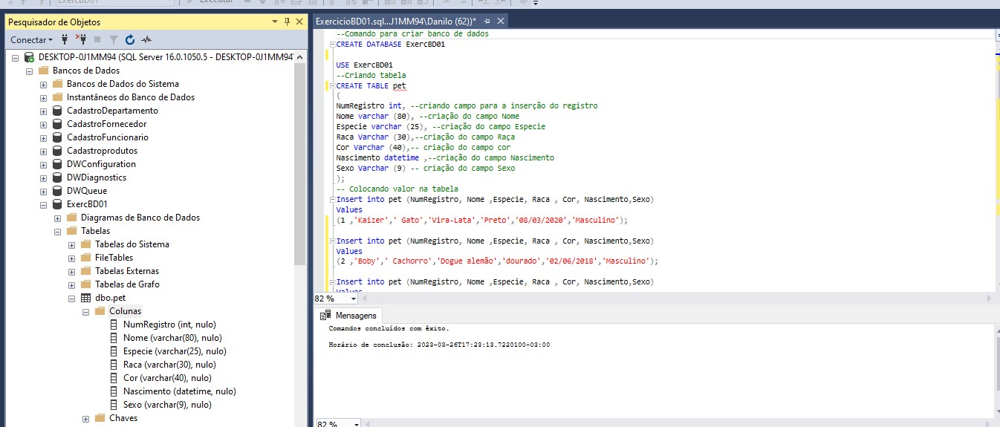 Pesquisador de Objetos
Conectar
DESKTOP-0J1MM94 (SQL Server 16.0.1050.5 - DESKTOP-0J1MM94\
Bancos de Dados
Bancos de Dados do Sistema
Instantâneos do Banco de Dados
CadastroDepartamento
CadastroFornecedor
CadastroFuncionario
Cadastroprodutos
DWConfiguration
DWDiagnostics
DWQueue
ExercBD01
Diagramas de Banco de Dados
Tabelas
Tabelas do Sistema
FileTables
Tabelas Externas
Tabelas de Grafo
dbo.pet
Colunas
NumRegistro (int, nulo)
Nome (varchar(80), nulo)
Especie (varchar(25), nulo)
Raca (varchar(30), nulo)
Cor (varchar(40), nulo)
Nascimento (datetime, nulo)
Sexo (varchar(9), nulo)
Chaves
ExercicioBD01.sql...J1MM94\Danilo (62))*
--Comando para criar banco de dados
CREATE DATABASE ExercBD01
USE ExercBD01
--Criando tabela
CREATE TABLE pet
(
NumRegistro int, --criando campo para a inserção do registro
Nome varchar (80), --criação do campo Nome
Especie varchar (25), --criação do campo Especie
Raca Varchar (30),--criação do campo Raça
Cor Varchar (40),-- criação do campo cor
Nascimento datetime ,--criação do campo Nascimento
Sexo Varchar (9) -- criação do campo Sexo
);
-- Colocando valor na tabela
Insert into pet (NumRegistro, Nome ,Especie, Raca , Cor, Nascimento,Sexo)
Values
(1 ,'Kaizer',' Gato','Vira-Lata','Preto','08/03/2020','Masculino');
Insert into pet (NumRegistro, Nome ,Especie, Raca , Cor, Nascimento,Sexo)
Values
(2 ,'Boby',' Cachorro','Dogue alemão','dourado','02/06/2018','Masculino');
Insert into pet (NumRegistro, Nome ,Especie, Raca , Cor, Nascimento,Sexo)
Values
82 %
Mensagens
Comandos concluídos com êxito.
Horário de conclusão: 2023-03-26T17:23:13.7220100-03:00
82 %